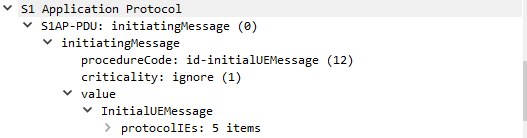 S1 Application Protocol
S1AP-PDU: initiatingMessage (0)
initiatingMessage
procedureCode: id-initialUEMessage (12)
criticality: ignore (1)
value
InitialUEMessage
protocolIEs: 5 items